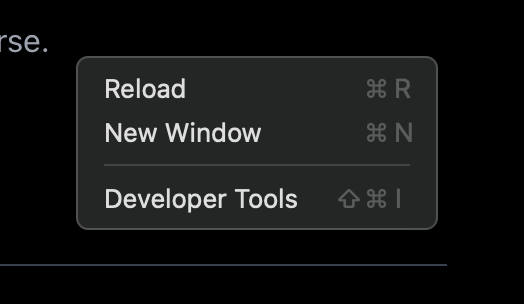 rse.
Reload ⌘ R
New Window ⌘ N
Developer Tools ⇧ ⌘ I